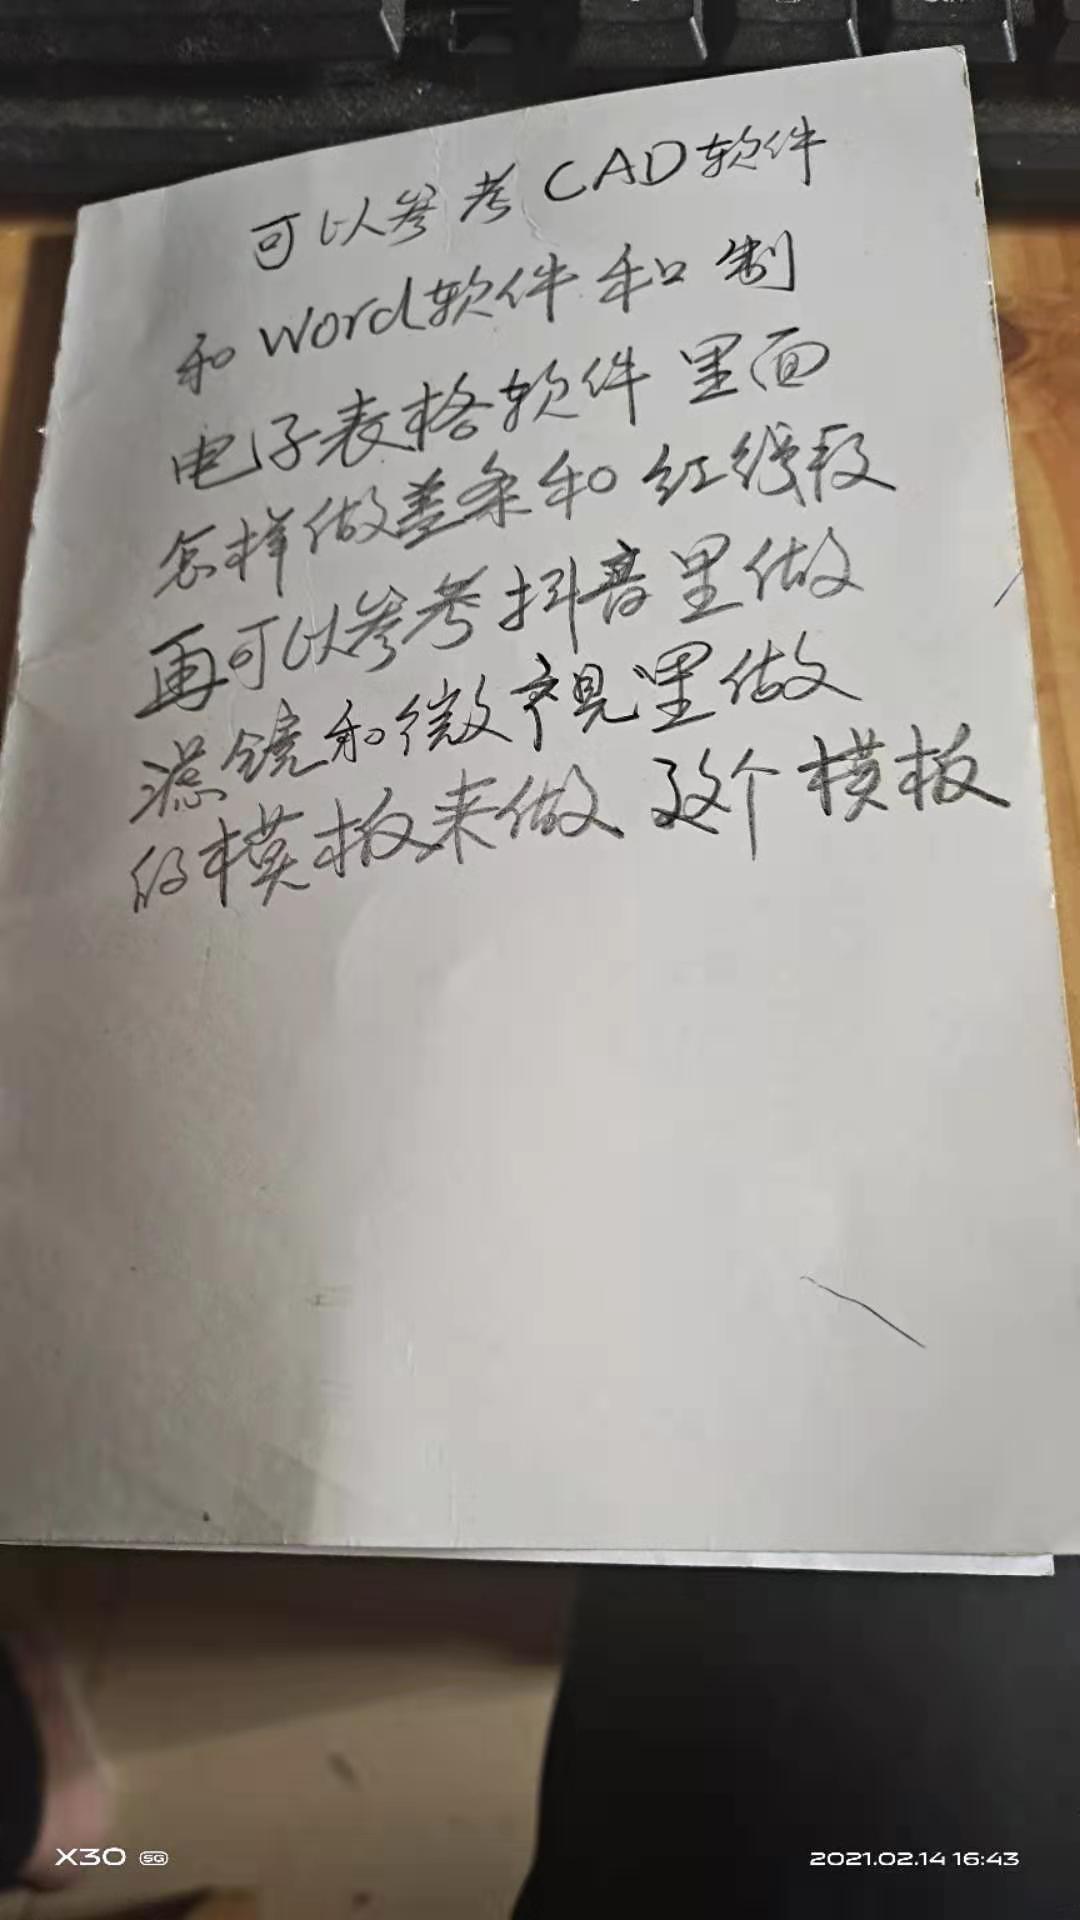 可以参考CAD软件
和Word软件和制
电子表格软件里面
怎样做差条和红线段
再可以参考抖音里做
滤镜和微视里做
的模板来做这个模板
X30 5G
2021.02.14 16:43